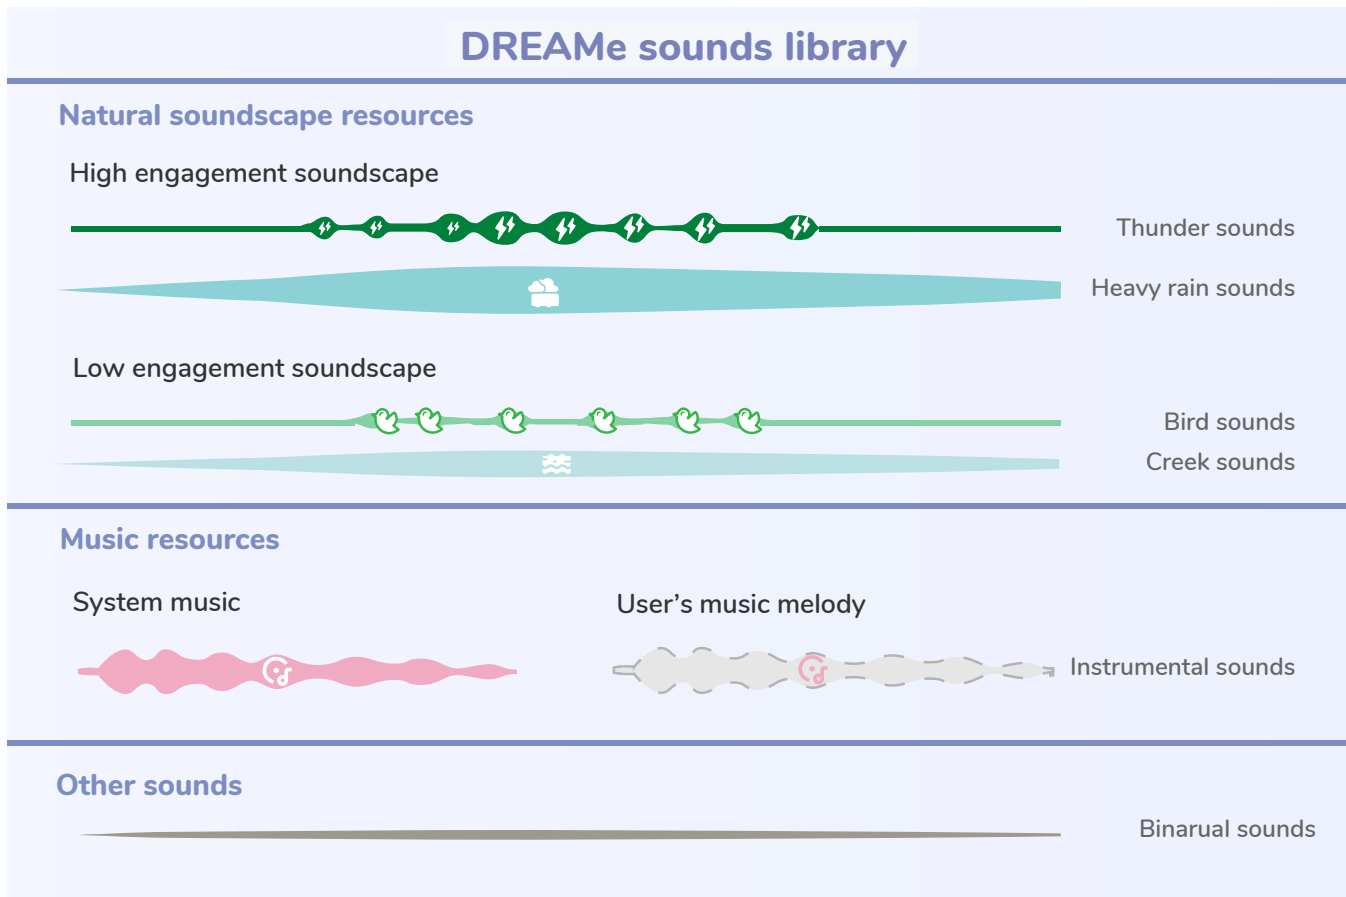 DREAMe sounds library
Natural soundscape resources
High engagement soundscape
Thunder sounds
Heavy rain sounds
Low engagement soundscape
Bird sounds
Creek sounds
Music resources
System music
User’s music melody
Instrumental sounds
Other sounds
Binarual sounds